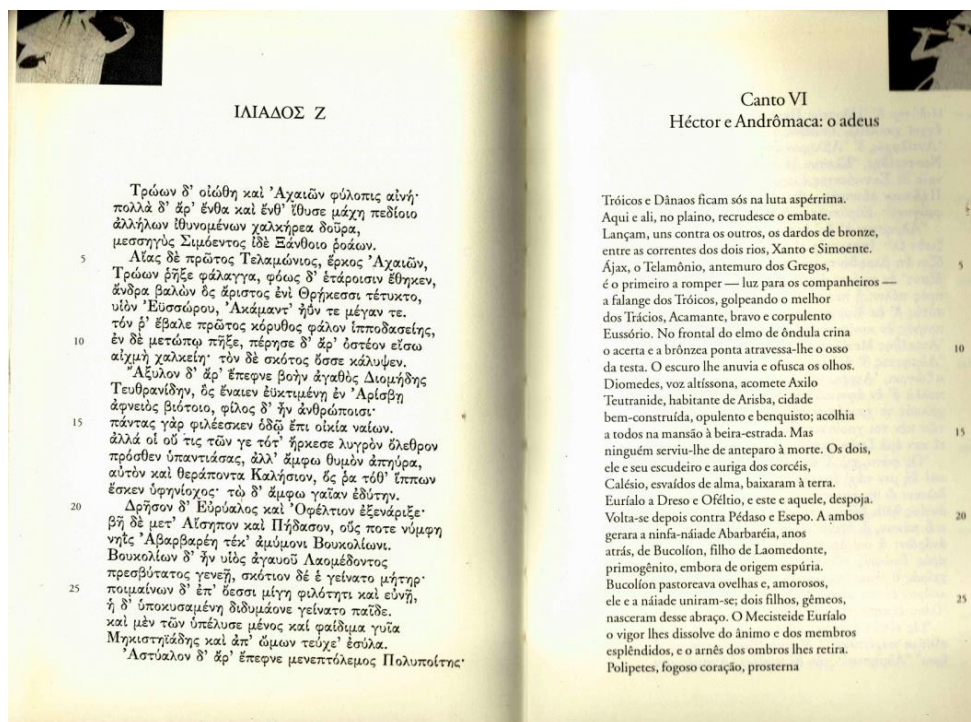 ΙΛΙΑΔΟΣ Ζ
Τρώων δ' οἰώθη καὶ Ἀχαιῶν φύλοπις αἰνή·
πολλὰ δ' ἄρ' ἔνθα καὶ ἔνθ' ἴθυσε μάχη πεδίοιο
ἀλλήλων ἰθυνομένων χαλκήρεα δοῦρα,
μεσσηγὺς Σιμόεντος ἰδὲ Ξάνθοιο ῥοάων.
5 Αἴας δὲ πρῶτος Τελαμώνιος, ἕρκος Ἀχαιῶν,
Τρώων ῥῆξε φάλαγγα, φόως δ' ἑτάροισιν ἔθηκεν,
ἄνδρα βαλὼν ὃς ἄριστος ἐνὶ Θρῄκεσσι τέτυκτο,
υἱὸν Ἐϋσσώρου, Ἀκάμαντ' ἠῢν τε μέγαν τε.
τόν ῥ' ἔβαλε πρῶτος κόρυθος φάλον ἱπποδασείης,
10 ἐν δὲ μετώπῳ πῆξε, πέρησε δ' ἄρ' ὀστέον εἴσω
αἰχμὴ χαλκείη· τὸν δὲ σκότος ὄσσε κάλυψεν.
Ἄξυλον δ' ἄρ' ἔπεφνε βοὴν ἀγαθὸς Διομήδης
Τευθρανίδην, ὃς ἔναιεν ἐϋκτιμένῃ ἐν Ἀρίσβῃ
ἀφνειὸς βιότοιο, φίλος δ' ἦν ἀνθρώποισι·
15 πάντας γὰρ φιλέεσκεν ὁδῷ ἔπι οἰκία ναίων.
ἀλλά οἱ οὔ τις τῶν γε τότ' ἤρκεσε λυγρὸν ὄλεθρον
πρόσθεν ὑπαντιάσας, ἀλλ' ἄμφω θυμὸν ἀπηύρα,
αὐτὸν καὶ θεράποντα Καλήσιον, ὅς ῥα τόθ' ἵππων
ἔσκεν ὑφηνίοχος· τὼ δ' ἄμφω γαῖαν ἐδύτην.
20 Δρῆσον δ' Εὐρύαλος καὶ Ὀφέλτιον ἐξενάριξε·
βῆ δὲ μετ' Αἴσηπον καὶ Πήδασον, οὕς ποτε νύμφη
νηῒς Ἀβαρβαρέη τέκ' ἀμύμονι Βουκολίωνι.
Βουκολίων δ' ἦν υἱὸς ἀγαυοῦ Λαομέδοντος
πρεσβύτατος γενεῇ, σκότιον δέ ἑ γείνατο μήτηρ·
25 ποιμαίνων δ' ἐπ' ὄεσσι μίγη φιλότητι καὶ εὐνῇ,
ἡ δ' ὑποκυσαμένη διδυμάονε γείνατο παῖδε.
καὶ μὲν τῶν ὑπέλυσε μένος καὶ φαίδιμα γυῖα
Μηκιστηϊάδης καὶ ἀπ' ὤμων τεύχε' ἐσύλα.
Ἀστύαλον δ' ἄρ' ἔπεφνε μενεπτόλεμος Πολυποίτης·
Canto VI
Héctor e Andrômaca: o adeus
Tróicos e Dânaos ficam sós na luta aspérrima.
Aqui e ali, no plaino, recrudesce o embate.
Lançam, uns contra os outros, os dardos de bronze,
entre as correntes dos dois rios, Xanto e Simoente.
Ájax, o Telamônio, antemuro dos Gregos, 5
é o primeiro a romper — luz para os companheiros —
a falange dos Tróicos, golpeando o melhor
dos Trácios, Acamante, bravo e corpulento
Eussório. No frontal do elmo de ôndula crina
o acerta e a brônzea ponta atravessa-lhe o osso 10
da testa. O escuro lhe anuvia e ofusca os olhos.
Diomedes, voz altíssona, acomete Axilo
Teutranide, habitante de Arisba, cidade
bem-construída, opulento e benquisto; acolhia
a todos na mansão à beira-estrada. Mas 15
ninguém serviu-lhe de anteparo à morte. Os dois,
ele e seu escudeiro e auriga dos corcéis,
Calésio, esvaídos de alma, baixaram à terra.
Euríalo a Dreso e Oféltio, e este e aquele, despoja.
Volta-se depois contra Pédaso e Esepo. A ambos 20
gerara a ninfa-náiade Abarbaréia, anos
atrás, de Bucolíon, filho de Laomedonte,
primogênito, embora de origem espúria.
Bucolíon pastoreava ovelhas e, amorosos,
ele e a náiade uniram-se; dois filhos, gêmeos, 25
nasceram desse abraço. O Mecisteide Euríalo
o vigor lhes dissolve do ânimo e dos membros
esplêndidos, e o arnês dos ombros lhes retira.
Polipetes, fogoso coração, prosterna